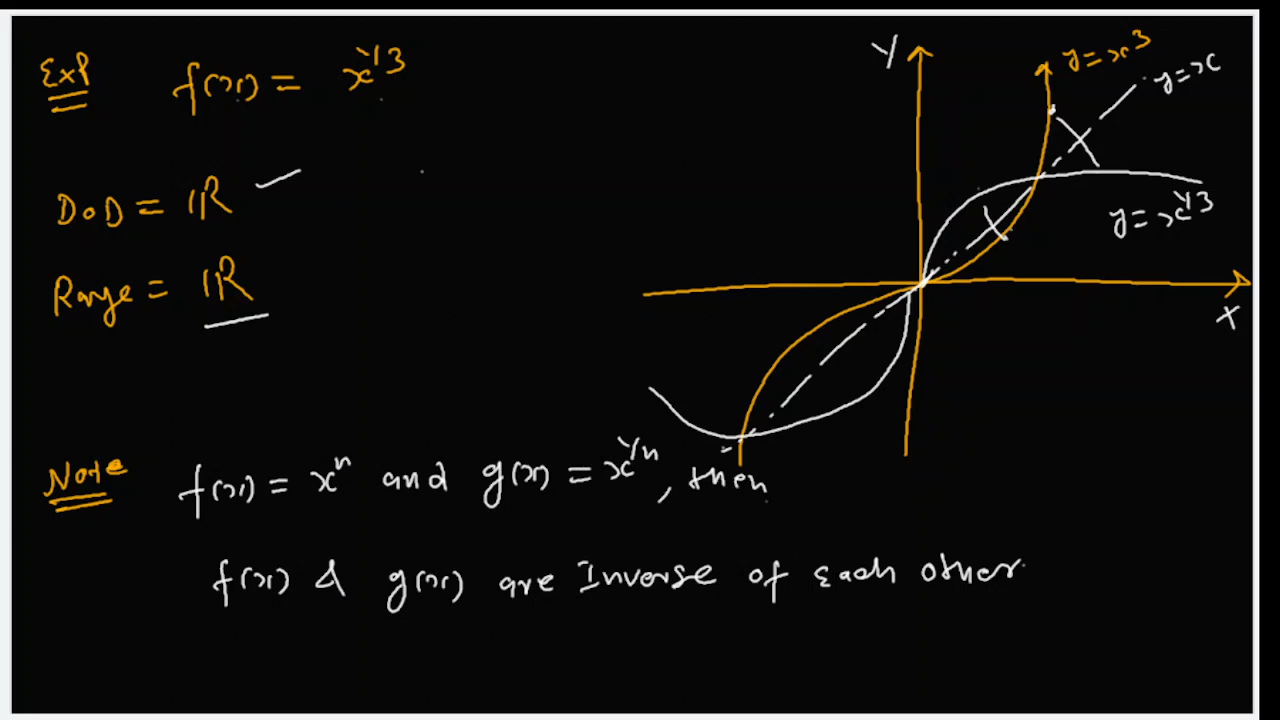 Exp f(x) = x^1/3
DoD = ℝ
Range = ℝ
Y
y=x^3
y=x
y=x^1/3
X
Note f(x) = x^n and g(x) = x^1/n, then
f(x) & g(x) are Inverse of each other